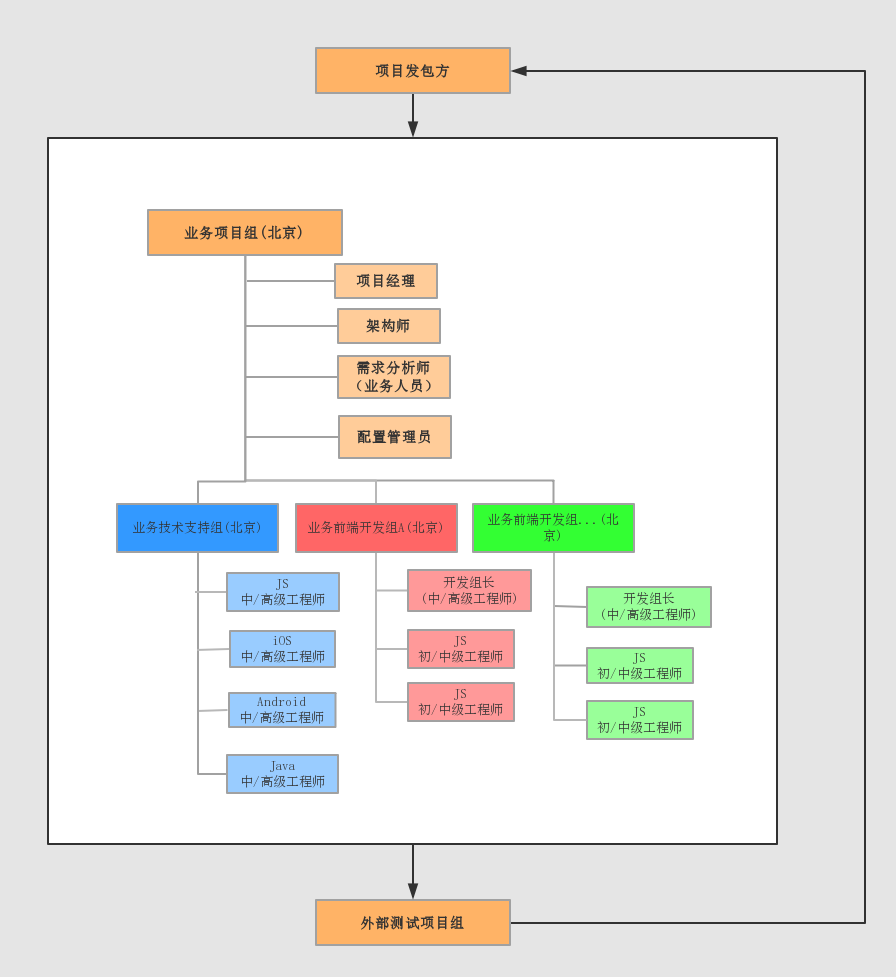 项目发包方
业务项目组(北京)
项目经理
架构师
需求分析师
（业务人员）
配置管理员
业务技术支持组(北京)
业务前端开发组A(北京)
业务前端开发组...(北
京)
JS
中/高级工程师
iOS
中/高级工程师
Android
中/高级工程师
Java
中/高级工程师
开发组长
(中/高级工程师)
JS
初/中级工程师
JS
初/中级工程师
开发组长
(中/高级工程师)
JS
初/中级工程师
JS
初/中级工程师
外部测试项目组